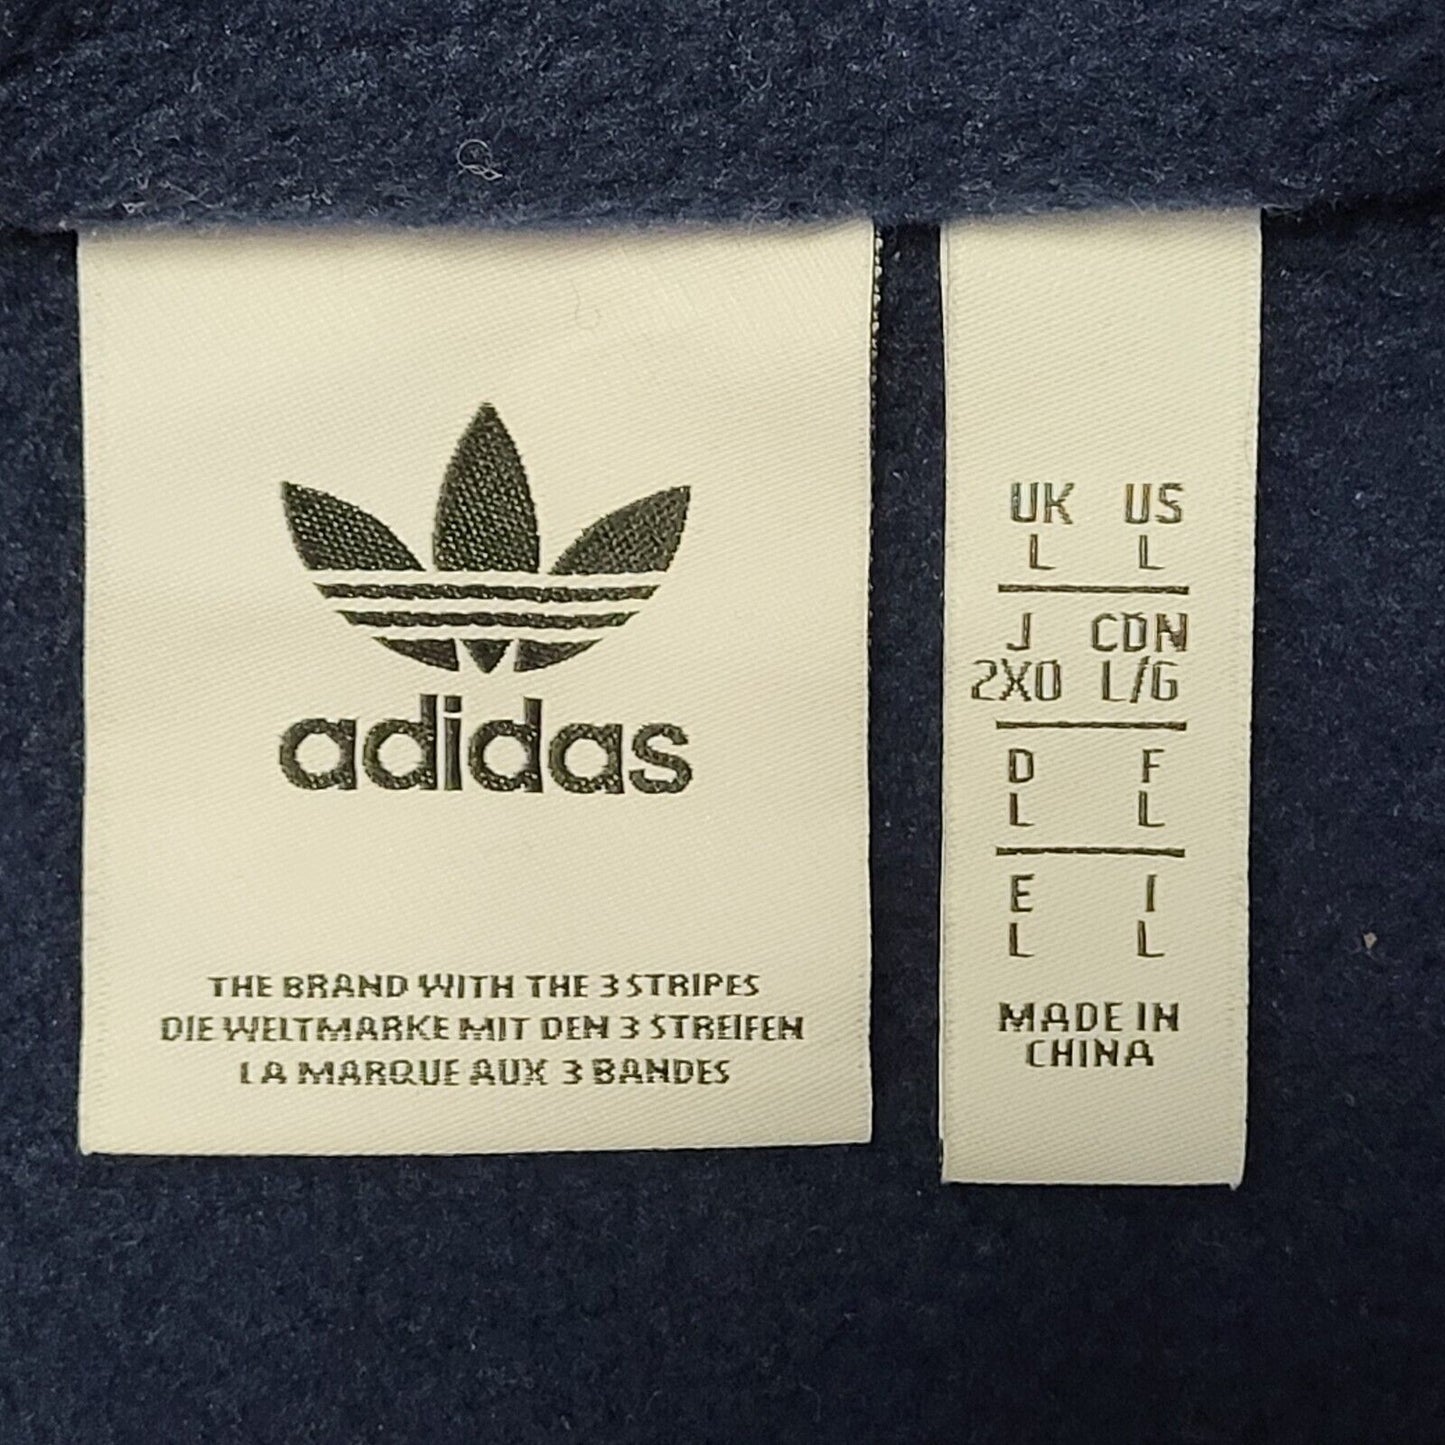 adidas
THE BRAND WITH THE 3 STRIPES
DIE WELTMARKE MIT DEN 3 STREIFEN
LA MARQUE AUX 3 BANDES
UK US
L L
J CDN
2XO L/G
D F
L L
E I
L L
MADE IN
CHINA